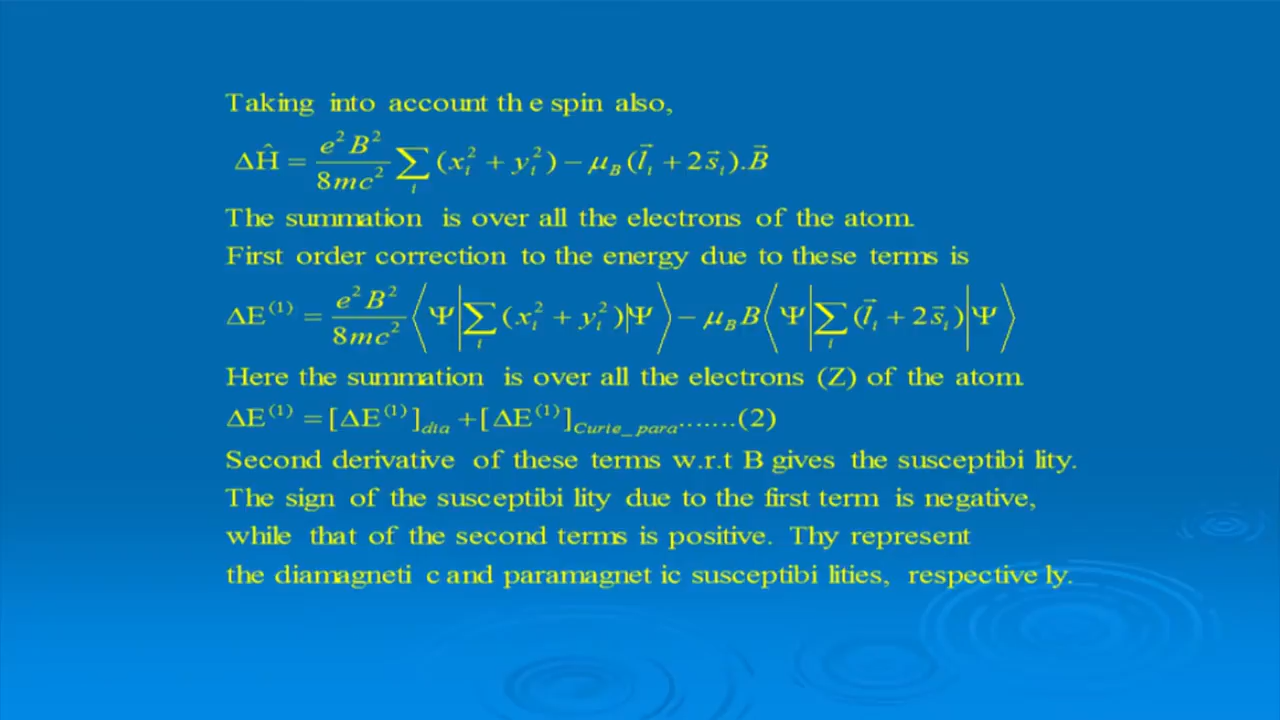 Taking into account th e spin also,
ΔĤ = e²B²/8mc² ∑ᵢ (xᵢ² + yᵢ²) − μ_B (l⃗ᵢ + 2s⃗ᵢ).B⃗
The summation is over all the electrons of the atom.
First order correction to the energy due to these terms is
ΔE⁽¹⁾ = e²B²/8mc² ⟨Ψ|∑ᵢ (xᵢ² + yᵢ²)|Ψ⟩ − μ_B B⟨Ψ|∑ᵢ (l⃗ᵢ + 2s⃗ᵢ)|Ψ⟩
Here the summation is over all the electrons (Z) of the atom.
ΔE⁽¹⁾ = [ΔE⁽¹⁾]_dia + [ΔE⁽¹⁾]_Curie_para.......(2)
Second derivative of these terms w.r.t B gives the susceptibi lity.
The sign of the susceptibi lity due to the first term is negative,
while that of the second terms is positive. Thy represent
the diamagneti c and paramagnet ic susceptibi lities, respective ly.